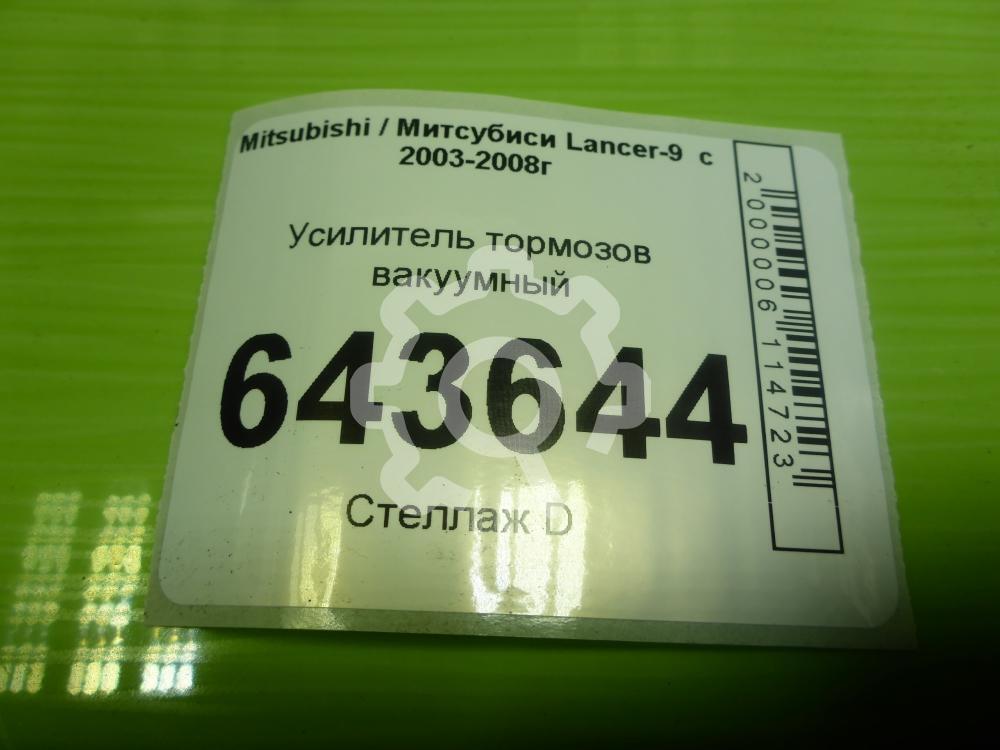 Mitsubishi / Митсубиси Lancer-9 с
2003-2008г
Усилитель тормозов
вакуумный
643644
Стеллаж D
2000006114723